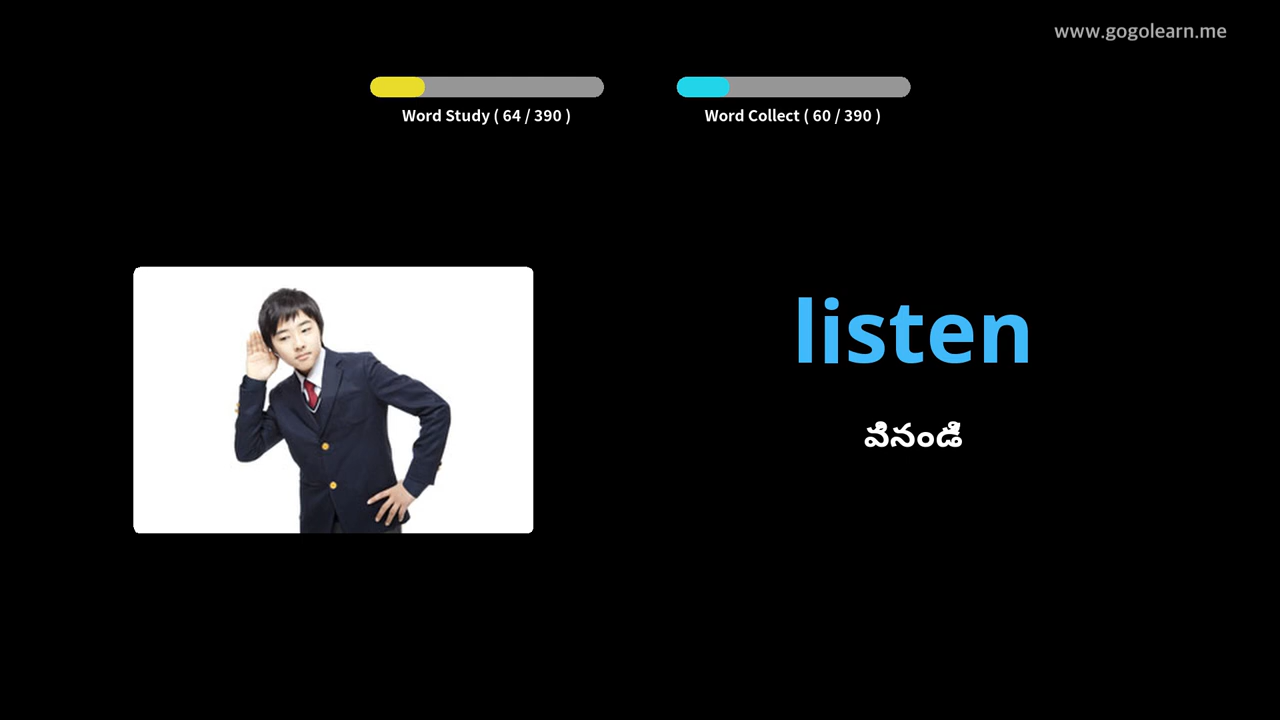 www.gogolearn.me
Word Study ( 64 / 390 )
Word Collect ( 60 / 390 )
listen
వినండి